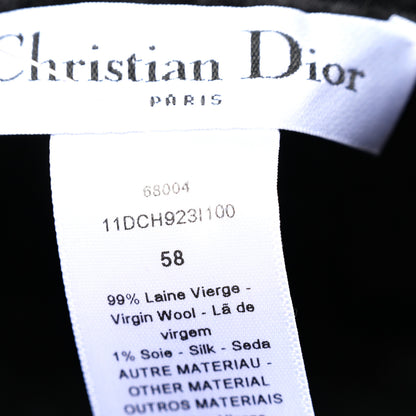 Christian Dior
PARIS
68004
11DCH923I100
58
99% Laine Vierge -
Virgin Wool - Lã de
virgem
1% Soie - Silk - Seda
AUTRE MATERIAU -
OTHER MATERIAL
OUTROS MATERIAIS